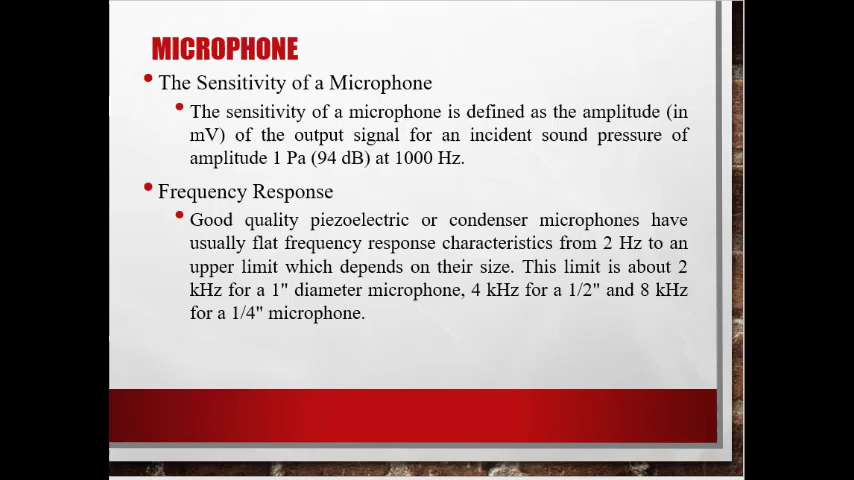 MICROPHONE
• The Sensitivity of a Microphone
• The sensitivity of a microphone is defined as the amplitude (in
mV) of the output signal for an incident sound pressure of
amplitude 1 Pa (94 dB) at 1000 Hz.
• Frequency Response
• Good quality piezoelectric or condenser microphones have
usually flat frequency response characteristics from 2 Hz to an
upper limit which depends on their size. This limit is about 2
kHz for a 1" diameter microphone, 4 kHz for a 1/2" and 8 kHz
for a 1/4" microphone.